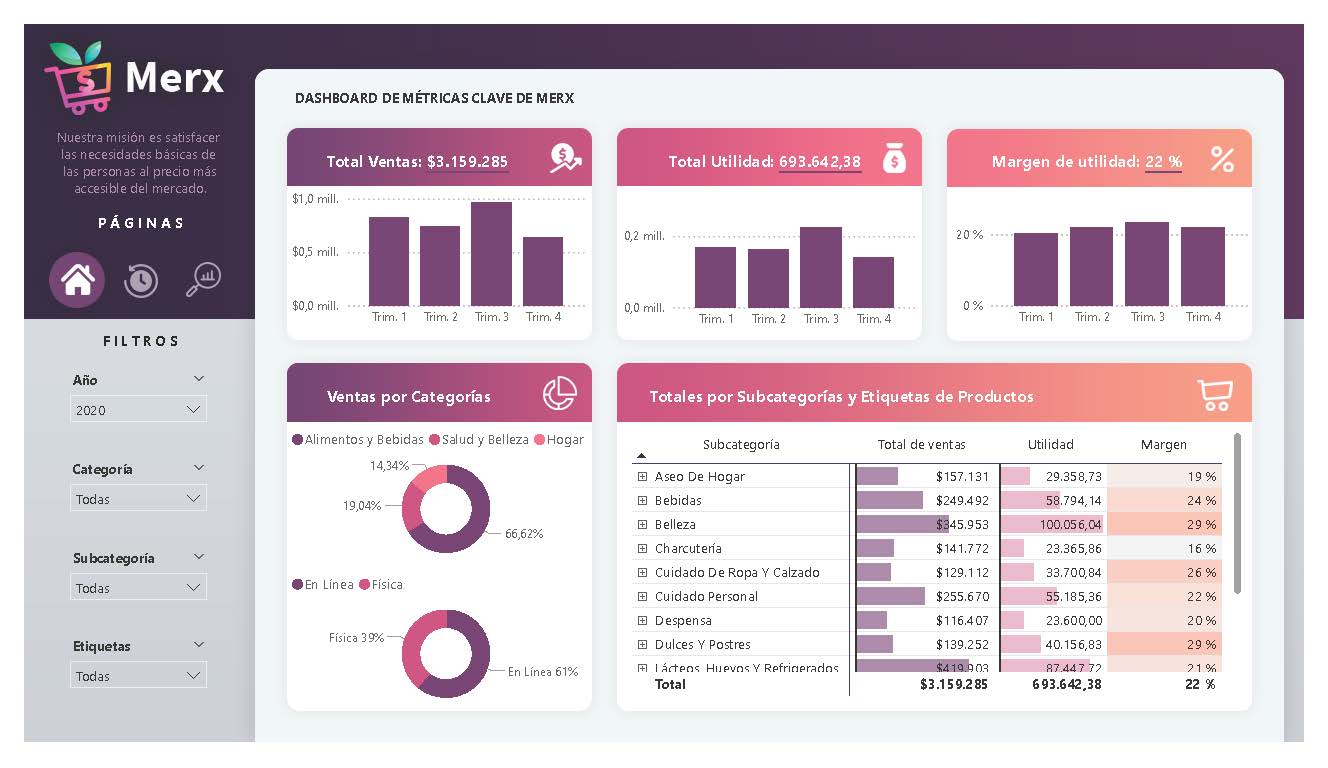 Merx
Nuestra misión es satisfacer
las necesidades básicas de
las personas al precio más
accesible del mercado.
PÁGINAS
FILTROS
Año
2020
Categoría
Todas
Subcategoría
Todas
Etiquetas
Todas
DASHBOARD DE MÉTRICAS CLAVE DE MERX
Total Ventas: $3.159.285
$1,0 mill.
$0,5 mill.
$0,0 mill.
Trim. 1 Trim. 2 Trim. 3 Trim. 4
Total Utilidad: 693.642,38
0,2 mill.
0,0 mill.
Trim. 1 Trim. 2 Trim. 3 Trim. 4
Margen de utilidad: 22 %
%
20 %
0 %
Trim. 1 Trim. 2 Trim. 3 Trim. 4
Ventas por Categorías
Alimentos y Bebidas Salud y Belleza Hogar
14,34%
19,04%
66,62%
En Línea Física
Física 39%
En Línea 61%
Totales por Subcategorías y Etiquetas de Productos
Subcategoría Total de ventas Utilidad Margen
Aseo De Hogar $157.131 29.358,73 19 %
Bebidas $249.492 58.794,14 24 %
Belleza $345.953 100.056,04 29 %
Charcutería $141.772 23.365,86 16 %
Cuidado De Ropa Y Calzado $129.112 33.700,84 26 %
Cuidado Personal $255.670 55.185,36 22 %
Despensa $116.407 23.600,00 20 %
Dulces Y Postres $139.252 40.156,83 29 %
Lácteos, Huevos Y Refrigerados $419.903 87.447,72 21 %
Total $3.159.285 693.642,38 22 %